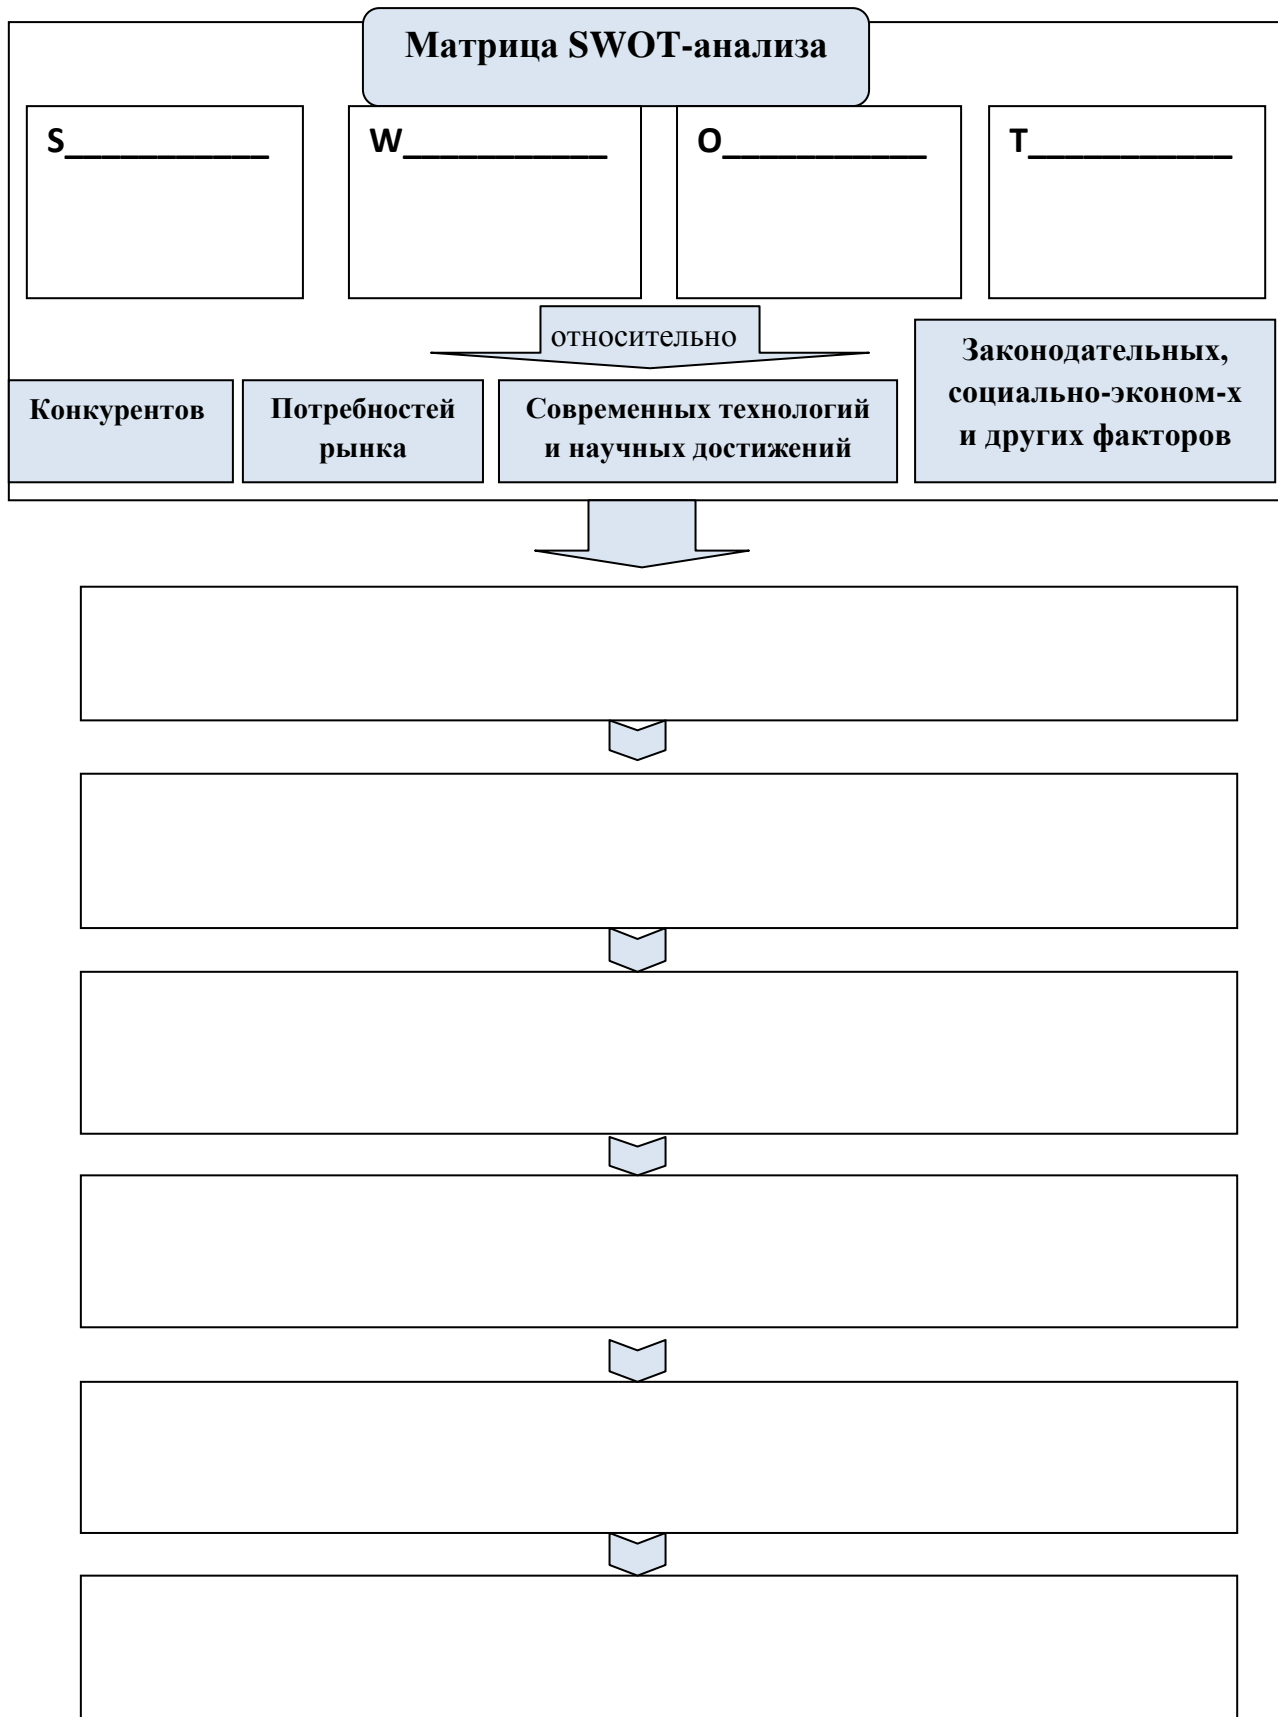 Матрица SWOT-анализа
S___________
W___________
O___________
T___________
относительно
Конкурентов
Потребностей
рынка
Современных технологий
и научных достижений
Законодательных,
социально-эконом-х
и других факторов